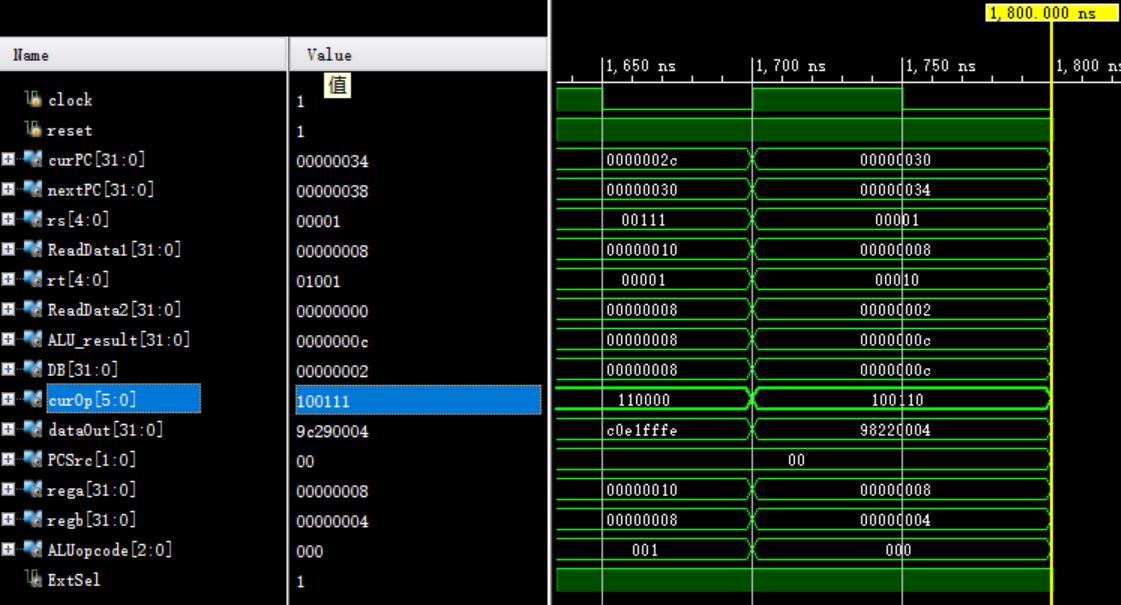 1,800.000 ns
Name Value
值
1,650 ns 1,700 ns 1,750 ns 1,800 ns
clock 1
reset 1
curPC[31:0] 00000034 0000002c 00000030
nextPC[31:0] 00000038 00000030 00000034
rs[4:0] 00001 00111 00001
ReadData1[31:0] 00000008 00000010 00000008
rt[4:0] 01001 00001 00010
ReadData2[31:0] 00000000 00000008 00000002
ALU_result[31:0] 0000000c 00000008 0000000c
DB[31:0] 00000002 00000008 0000000c
curOp[5:0] 100111 110000 100110
dataOut[31:0] 9c290004 c0e1fffe 98220004
PCSrc[1:0] 00 00
rega[31:0] 00000008 00000010 00000008
regb[31:0] 00000004 00000008 00000004
ALUopcode[2:0] 000 001 000
ExtSel 1